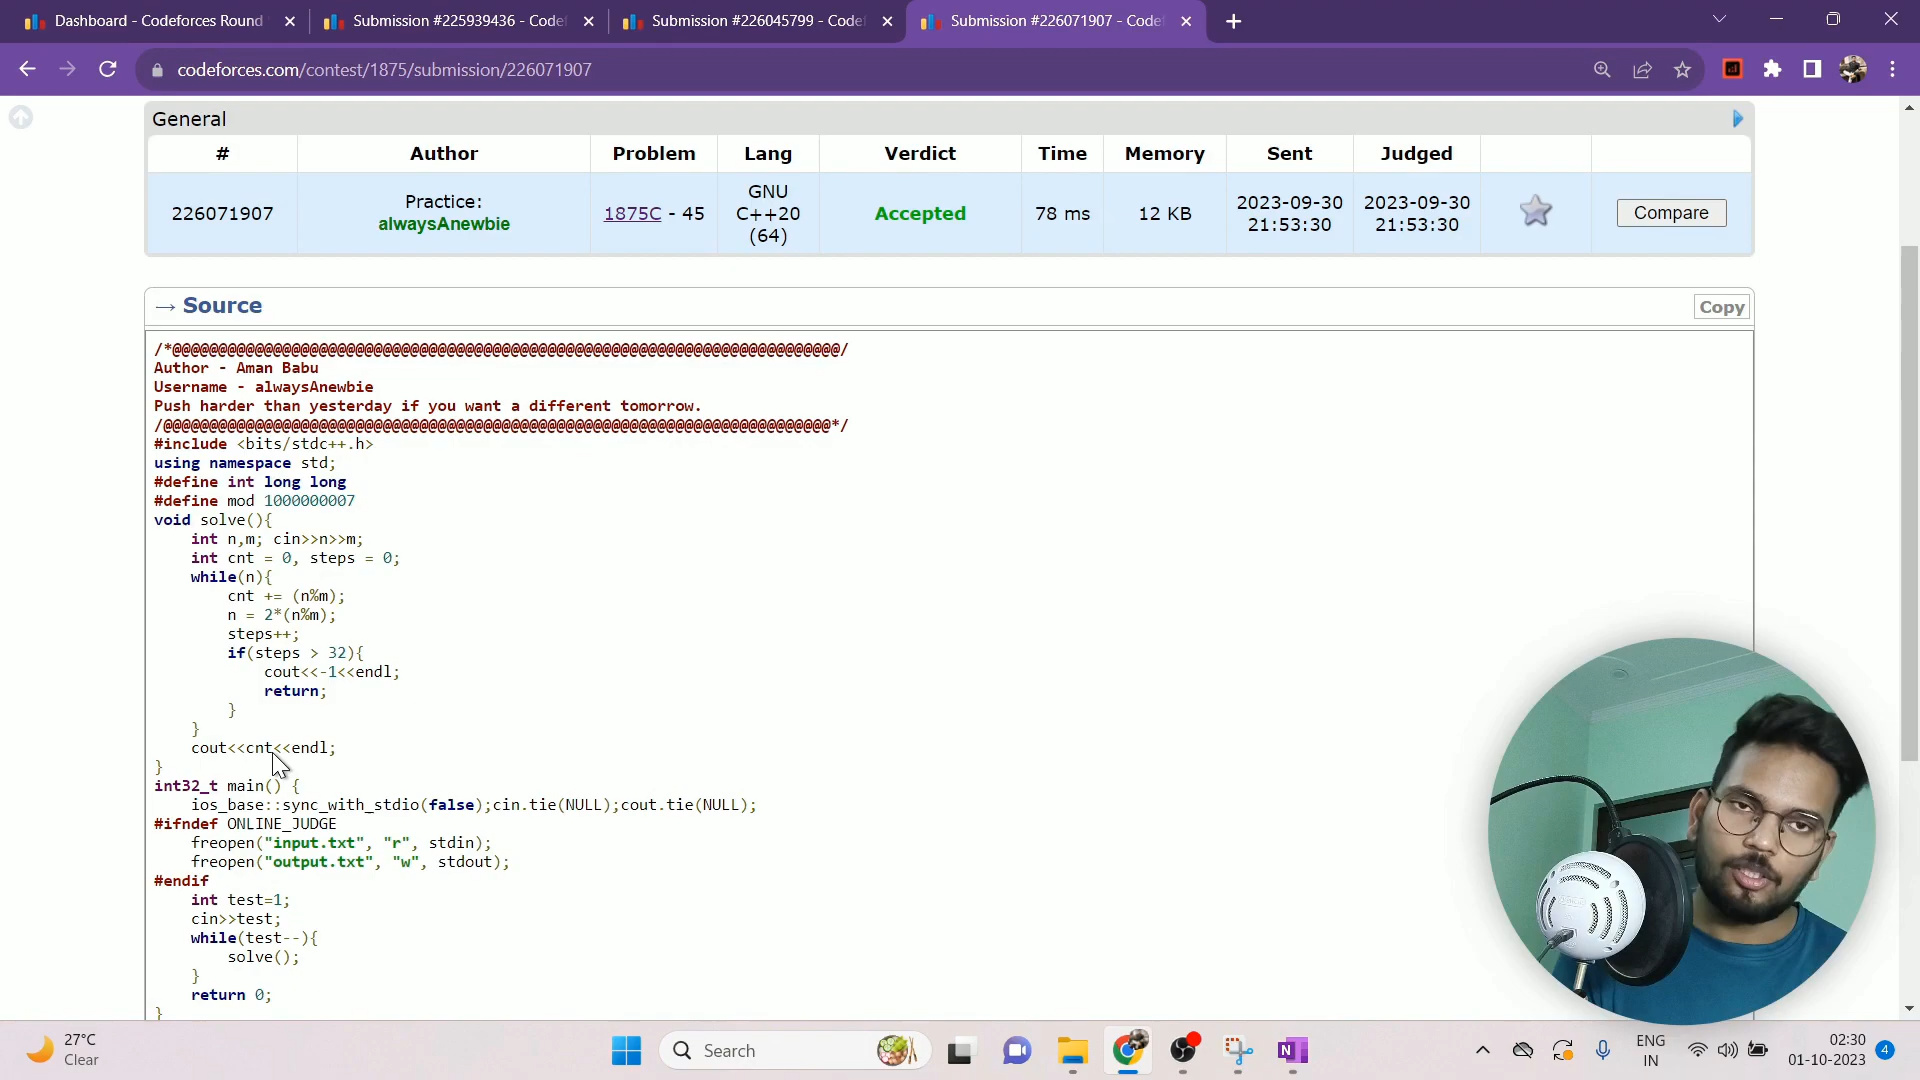 Dashboard - Codeforces Round
Submission #225939436 - Codef
Submission #226045799 - Codef
Submission #226071907 - Codef
codeforces.com/contest/1875/submission/226071907
General
# Author Problem Lang Verdict Time Memory Sent Judged
226071907 Practice: alwaysAnewbie 1875C - 45 GNU C++20 (64) Accepted 78 ms 12 KB 2023-09-30 21:53:30 2023-09-30 21:53:30 Compare
→ Source
Copy
/*@@@@@@@@@@@@@@@@@@@@@@@@@@@@@@@@@@@@@@@@@@@@@@@@@@@@@@@@@@@@@@@@@@@@@@@@@/
Author - Aman Babu
Username - alwaysAnewbie
Push harder than yesterday if you want a different tomorrow.
/@@@@@@@@@@@@@@@@@@@@@@@@@@@@@@@@@@@@@@@@@@@@@@@@@@@@@@@@@@@@@@@@@@@@@@@@@*/
#include <bits/stdc++.h>
using namespace std;
#define int long long
#define mod 1000000007
void solve(){
    int n,m; cin>>n>>m;
    int cnt = 0, steps = 0;
    while(n){
        cnt += (n%m);
        n = 2*(n%m);
        steps++;
        if(steps > 32){
            cout<<-1<<endl;
            return;
        }
    }
    cout<<cnt<<endl;
}
int32_t main() {
    ios_base::sync_with_stdio(false);cin.tie(NULL);cout.tie(NULL);
#ifndef ONLINE_JUDGE
    freopen("input.txt", "r", stdin);
    freopen("output.txt", "w", stdout);
#endif
    int test=1;
    cin>>test;
    while(test--){
        solve();
    }
    return 0;
}
27°C
Clear
Search
ENG
IN
02:30
01-10-2023
4